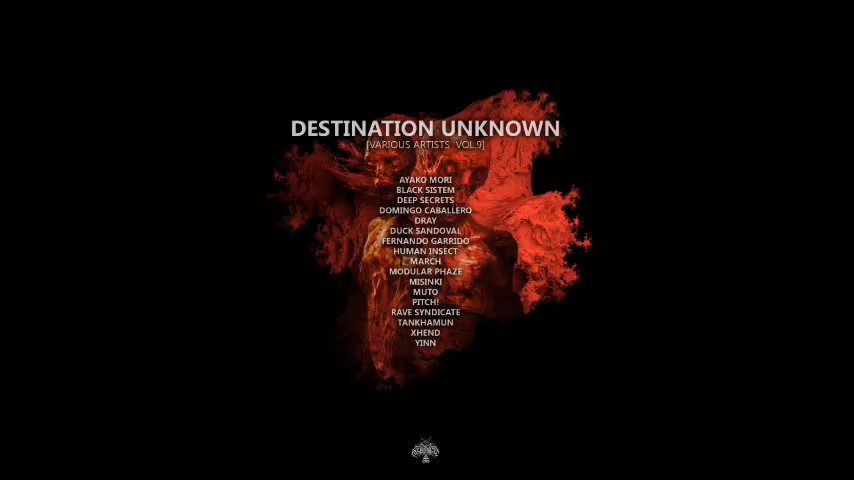 DESTINATION UNKNOWN
[VARIOUS ARTISTS VOL.9]
AYAKO MORI
BLACK SISTEM
DEEP SECRETS
DOMINGO CABALLERO
DRAY
DUCK SANDOVAL
FERNANDO GARRIDO
HUMAN INSECT
MARCH
MODULAR PHAZE
MISINKI
MUTO
PITCH!
RAVE SYNDICATE
TANKHAMUN
XHEND
YINN